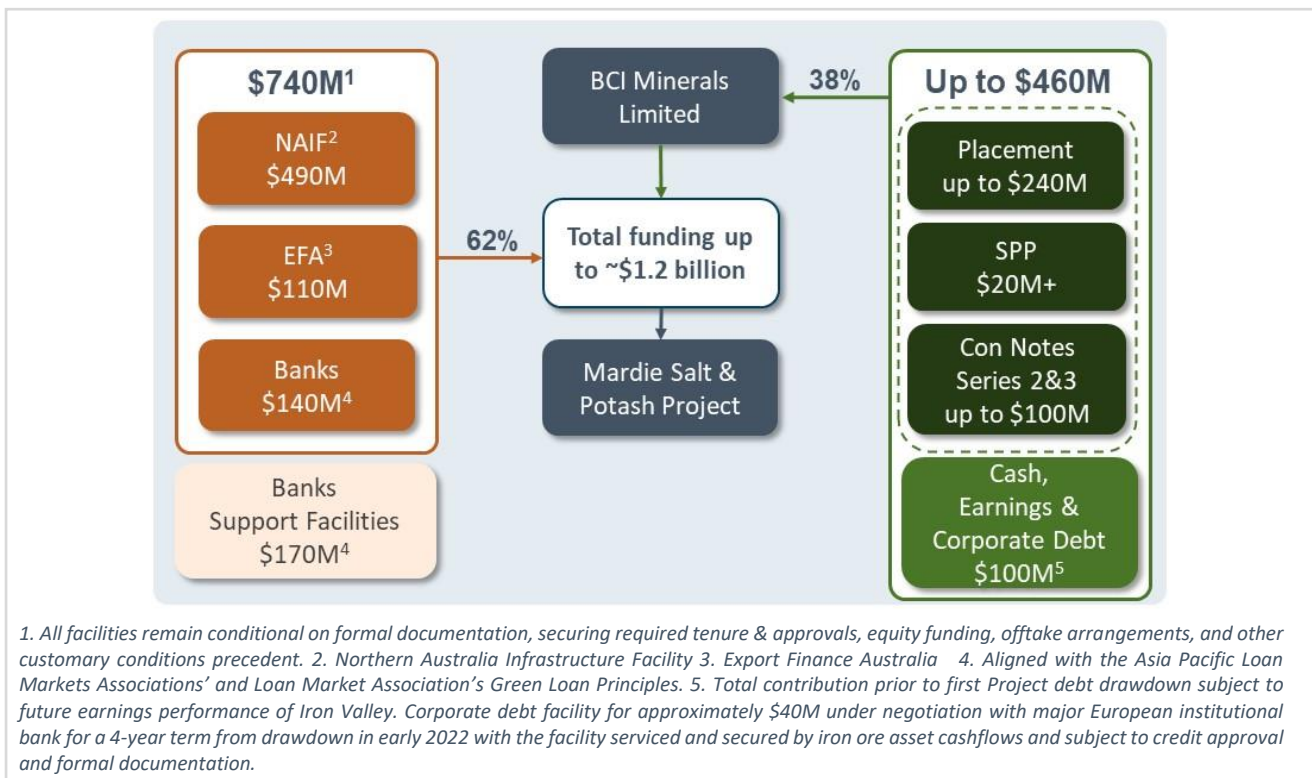 $740M¹
NAIF²
$490M
EFA³
$110M
Banks
$140M⁴
Banks
Support Facilities
$170M⁴
62%
BCI Minerals
Limited
Total funding up
to ~$1.2 billion
Mardie Salt &
Potash Project
38%
Up to $460M
Placement
up to $240M
SPP
$20M+
Con Notes
Series 2&3
up to $100M
Cash,
Earnings &
Corporate Debt
$100M⁵
1. All facilities remain conditional on formal documentation, securing required tenure & approvals, equity funding, offtake arrangements, and other
customary conditions precedent. 2. Northern Australia Infrastructure Facility 3. Export Finance Australia 4. Aligned with the Asia Pacific Loan
Markets Associations' and Loan Market Association's Green Loan Principles. 5. Total contribution prior to first Project debt drawdown subject to
future earnings performance of Iron Valley. Corporate debt facility for approximately $40M under negotiation with major European institutional
bank for a 4-year term from drawdown in early 2022 with the facility serviced and secured by iron ore asset cashflows and subject to credit approval
and formal documentation.